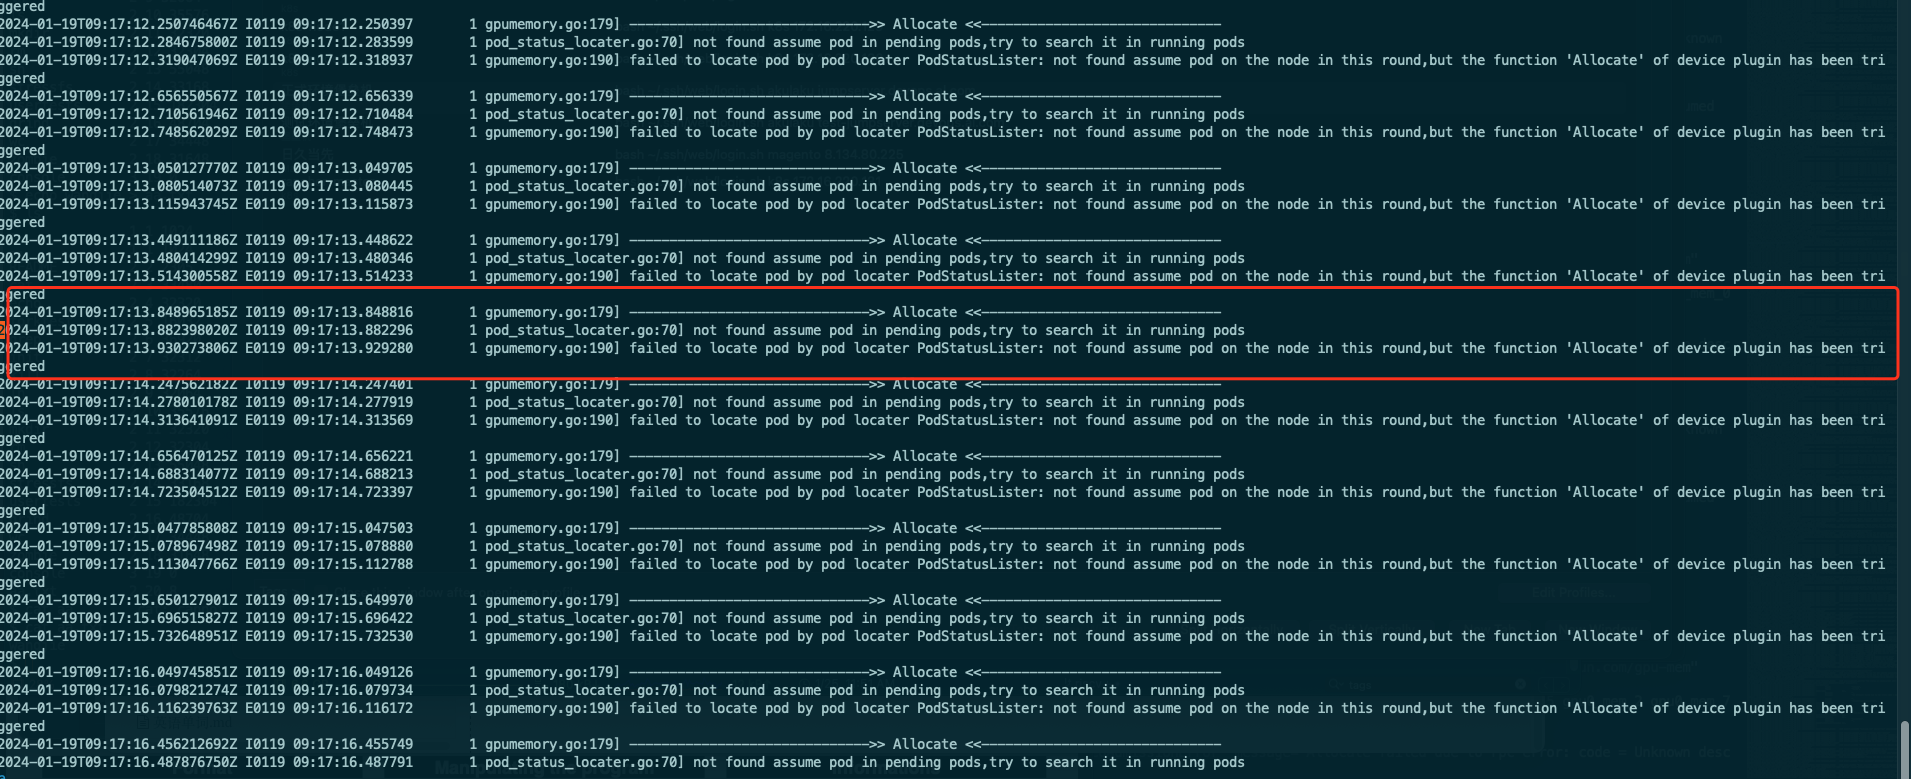 ggered
2024-01-19T09:17:12.250746467Z I0119 09:17:12.250397       1 gpumemory.go:179] ------------------------------>> Allocate <<------------------------------
2024-01-19T09:17:12.284675800Z I0119 09:17:12.283599       1 pod_status_locater.go:70] not found assume pod in pending pods,try to search it in running pods
2024-01-19T09:17:12.319047069Z E0119 09:17:12.318937       1 gpumemory.go:190] failed to locate pod by pod locater PodStatusLister: not found assume pod on the node in this round,but the function 'Allocate' of device plugin has been tri
ggered
2024-01-19T09:17:12.656550567Z I0119 09:17:12.656339       1 gpumemory.go:179] ------------------------------>> Allocate <<------------------------------
2024-01-19T09:17:12.710561946Z I0119 09:17:12.710484       1 pod_status_locater.go:70] not found assume pod in pending pods,try to search it in running pods
2024-01-19T09:17:12.748562029Z E0119 09:17:12.748473       1 gpumemory.go:190] failed to locate pod by pod locater PodStatusLister: not found assume pod on the node in this round,but the function 'Allocate' of device plugin has been tri
ggered
2024-01-19T09:17:13.050127770Z I0119 09:17:13.049705       1 gpumemory.go:179] ------------------------------>> Allocate <<------------------------------
2024-01-19T09:17:13.080514073Z I0119 09:17:13.080445       1 pod_status_locater.go:70] not found assume pod in pending pods,try to search it in running pods
2024-01-19T09:17:13.115943745Z E0119 09:17:13.115873       1 gpumemory.go:190] failed to locate pod by pod locater PodStatusLister: not found assume pod on the node in this round,but the function 'Allocate' of device plugin has been tri
ggered
2024-01-19T09:17:13.449111186Z I0119 09:17:13.448622       1 gpumemory.go:179] ------------------------------>> Allocate <<------------------------------
2024-01-19T09:17:13.480414299Z I0119 09:17:13.480346       1 pod_status_locater.go:70] not found assume pod in pending pods,try to search it in running pods
2024-01-19T09:17:13.514300558Z E0119 09:17:13.514233       1 gpumemory.go:190] failed to locate pod by pod locater PodStatusLister: not found assume pod on the node in this round,but the function 'Allocate' of device plugin has been tri
ggered
2024-01-19T09:17:13.848965185Z I0119 09:17:13.848816       1 gpumemory.go:179] ------------------------------>> Allocate <<------------------------------
2024-01-19T09:17:13.882398020Z I0119 09:17:13.882296       1 pod_status_locater.go:70] not found assume pod in pending pods,try to search it in running pods
2024-01-19T09:17:13.930273806Z E0119 09:17:13.929280       1 gpumemory.go:190] failed to locate pod by pod locater PodStatusLister: not found assume pod on the node in this round,but the function 'Allocate' of device plugin has been tri
ggered
2024-01-19T09:17:14.247562182Z I0119 09:17:14.247401       1 gpumemory.go:179] ------------------------------>> Allocate <<------------------------------
2024-01-19T09:17:14.278010178Z I0119 09:17:14.277919       1 pod_status_locater.go:70] not found assume pod in pending pods,try to search it in running pods
2024-01-19T09:17:14.313641091Z E0119 09:17:14.313569       1 gpumemory.go:190] failed to locate pod by pod locater PodStatusLister: not found assume pod on the node in this round,but the function 'Allocate' of device plugin has been tri
ggered
2024-01-19T09:17:14.656470125Z I0119 09:17:14.656221       1 gpumemory.go:179] ------------------------------>> Allocate <<------------------------------
2024-01-19T09:17:14.688314077Z I0119 09:17:14.688213       1 pod_status_locater.go:70] not found assume pod in pending pods,try to search it in running pods
2024-01-19T09:17:14.723504512Z E0119 09:17:14.723397       1 gpumemory.go:190] failed to locate pod by pod locater PodStatusLister: not found assume pod on the node in this round,but the function 'Allocate' of device plugin has been tri
ggered
2024-01-19T09:17:15.047785808Z I0119 09:17:15.047503       1 gpumemory.go:179] ------------------------------>> Allocate <<------------------------------
2024-01-19T09:17:15.078967498Z I0119 09:17:15.078880       1 pod_status_locater.go:70] not found assume pod in pending pods,try to search it in running pods
2024-01-19T09:17:15.113047766Z E0119 09:17:15.112788       1 gpumemory.go:190] failed to locate pod by pod locater PodStatusLister: not found assume pod on the node in this round,but the function 'Allocate' of device plugin has been tri
ggered
2024-01-19T09:17:15.650127901Z I0119 09:17:15.649970       1 gpumemory.go:179] ------------------------------>> Allocate <<------------------------------
2024-01-19T09:17:15.696515827Z I0119 09:17:15.696422       1 pod_status_locater.go:70] not found assume pod in pending pods,try to search it in running pods
2024-01-19T09:17:15.732648951Z E0119 09:17:15.732530       1 gpumemory.go:190] failed to locate pod by pod locater PodStatusLister: not found assume pod on the node in this round,but the function 'Allocate' of device plugin has been tri
ggered
2024-01-19T09:17:16.049745851Z I0119 09:17:16.049126       1 gpumemory.go:179] ------------------------------>> Allocate <<------------------------------
2024-01-19T09:17:16.079821274Z I0119 09:17:16.079734       1 pod_status_locater.go:70] not found assume pod in pending pods,try to search it in running pods
2024-01-19T09:17:16.116239763Z E0119 09:17:16.116172       1 gpumemory.go:190] failed to locate pod by pod locater PodStatusLister: not found assume pod on the node in this round,but the function 'Allocate' of device plugin has been tri
ggered
2024-01-19T09:17:16.456212692Z I0119 09:17:16.455749       1 gpumemory.go:179] ------------------------------>> Allocate <<------------------------------
2024-01-19T09:17:16.487876750Z I0119 09:17:16.487791       1 pod_status_locater.go:70] not found assume pod in pending pods,try to search it in running pods